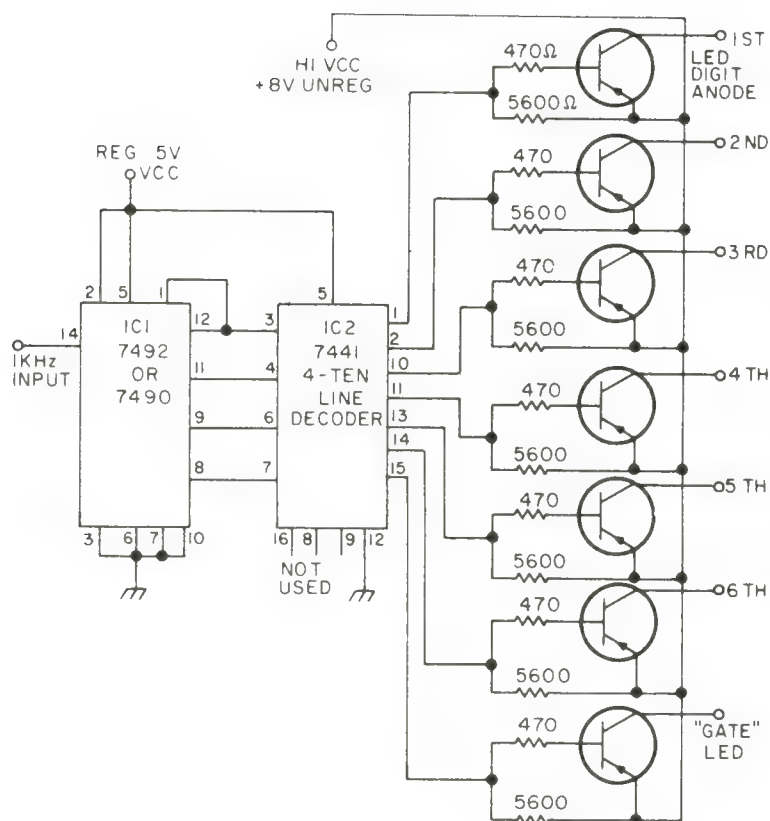 HI VCC
+8V UNREG
470Ω
5600Ω
1ST
LED
DIGIT
ANODE
REG 5V
VCC
470
5600
2ND
470
5600
3RD
2
5
1
14
12
11
9
8
3
6
7
10
IC1
7492
OR
7490
1KHz
INPUT
5
3
4
6
7
IC2
7441
4-TEN
LINE
DECODER
1
2
10
11
13
14
15
16
8
9
12
NOT
USED
470
5600
4TH
470
5600
5TH
470
5600
6TH
470
5600
"GATE"
LED